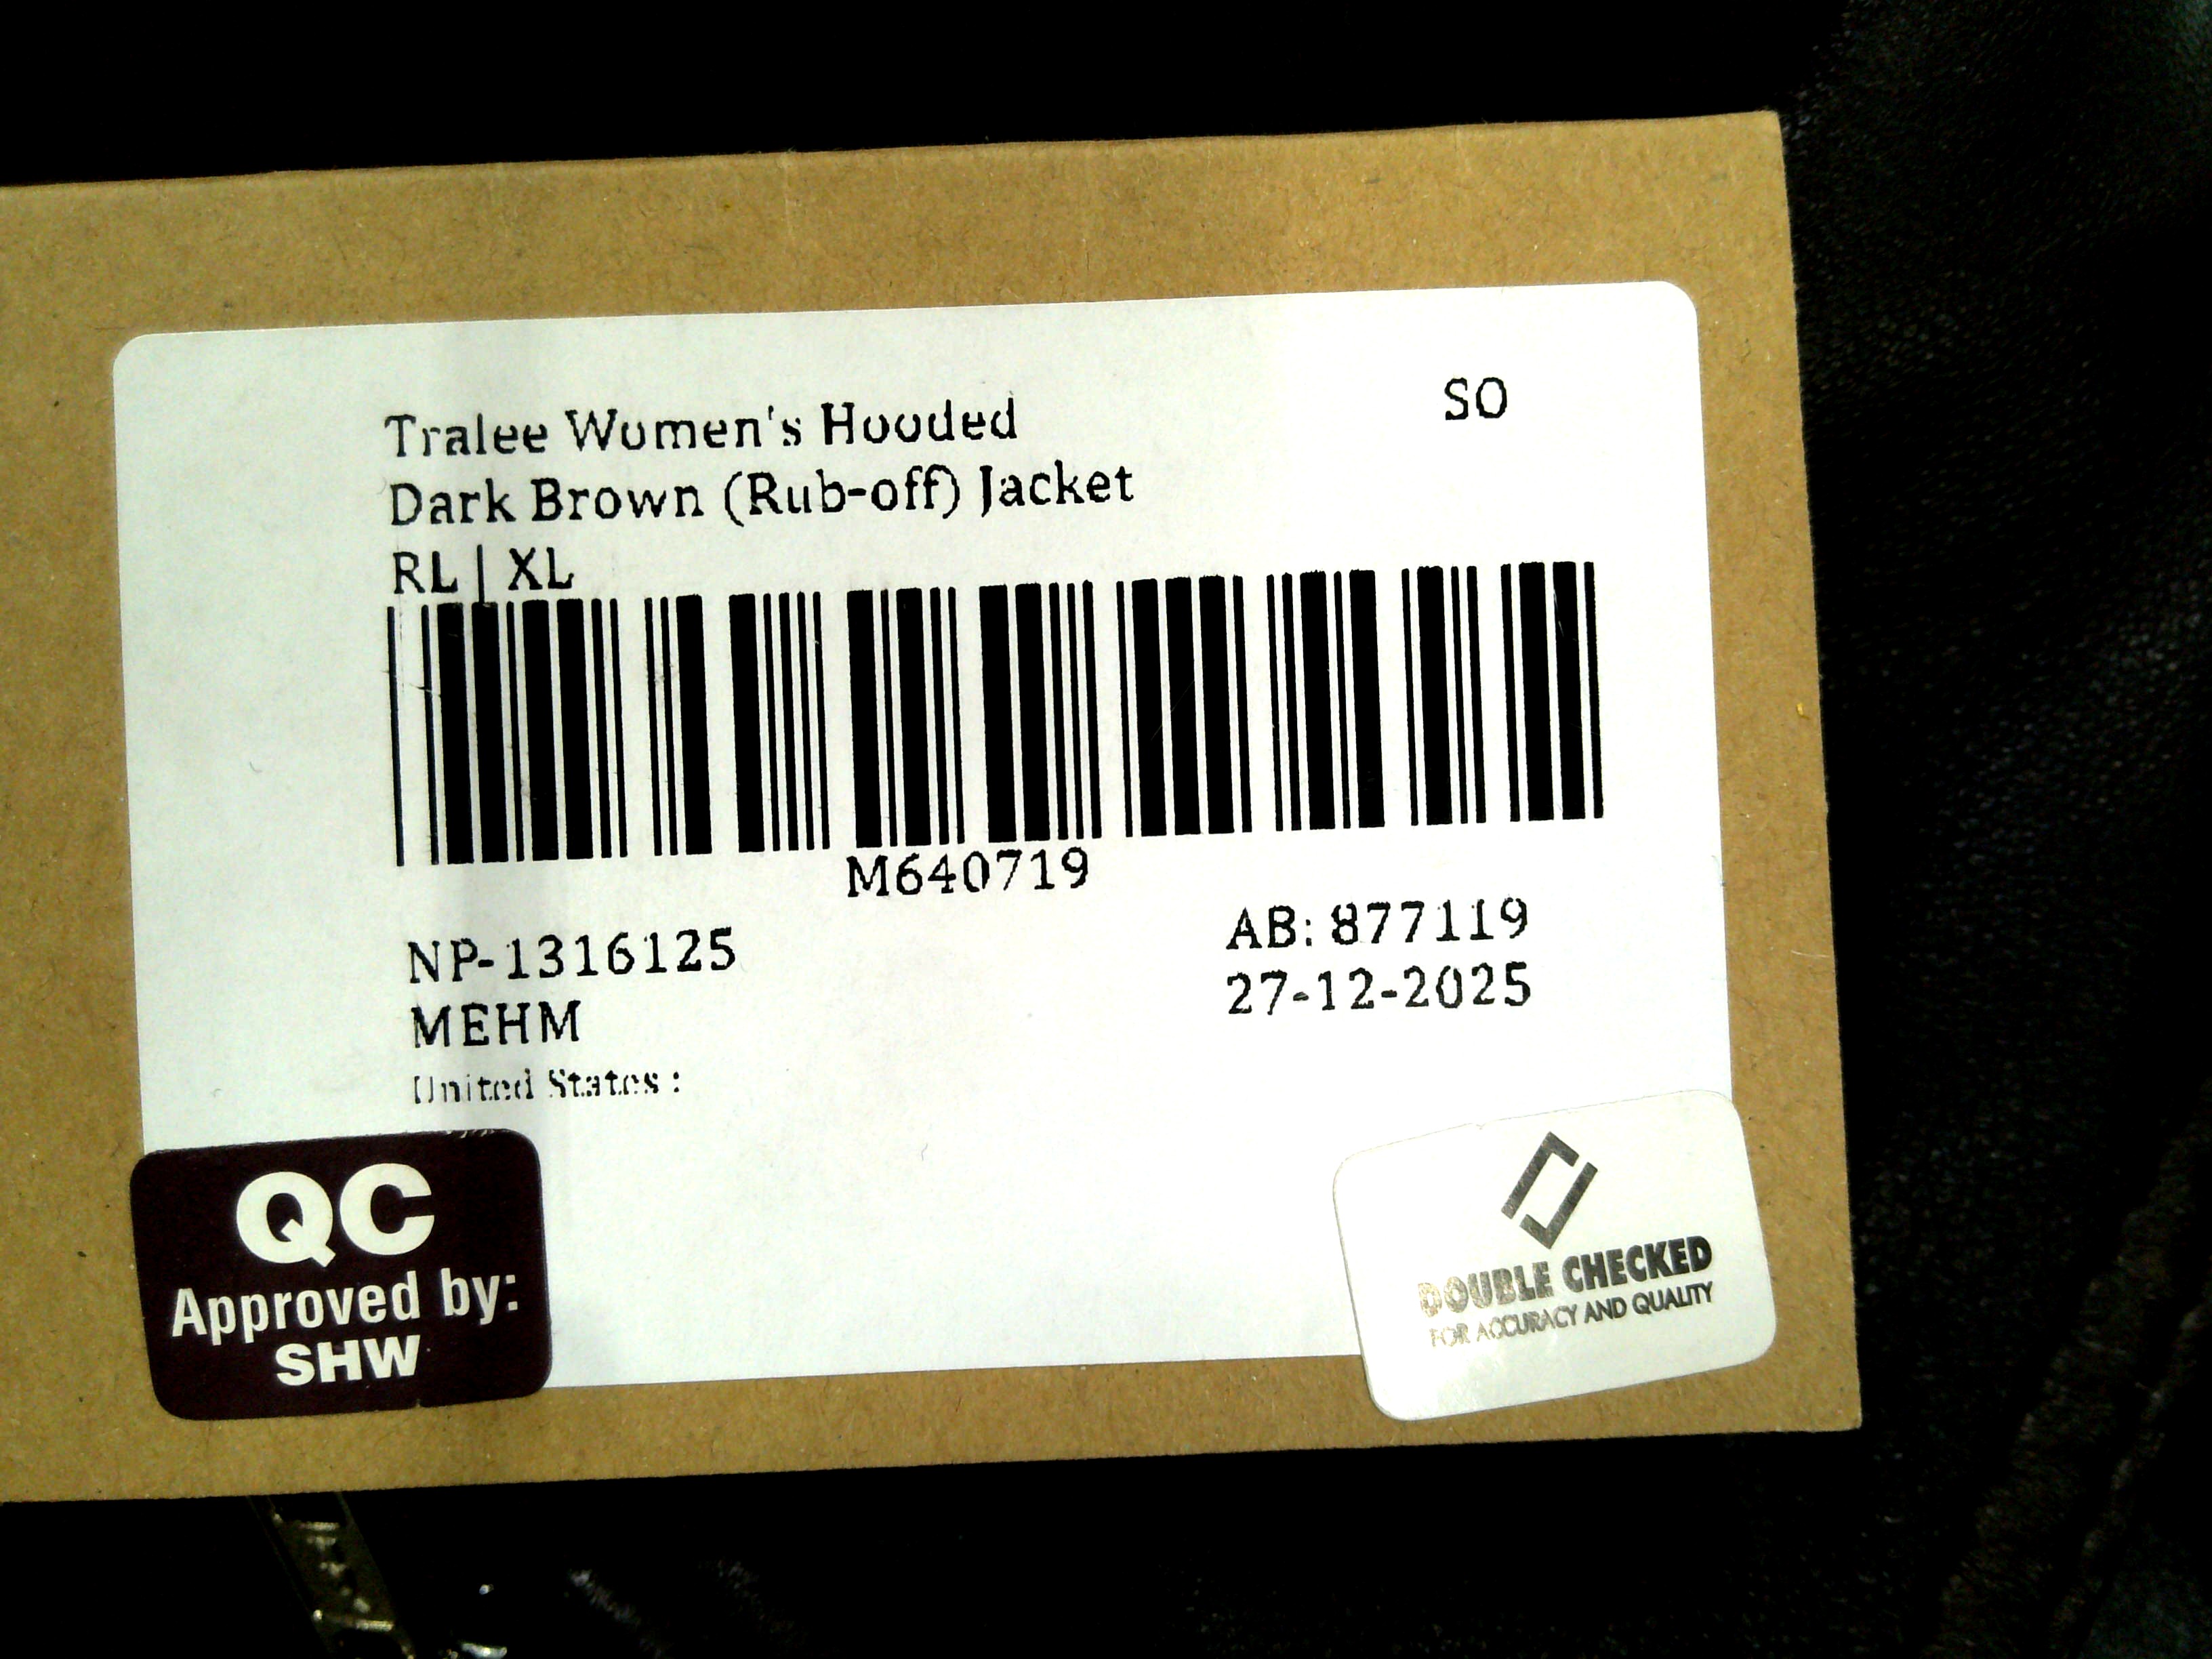 Tralee Women's Hooded
SO
Dark Brown (Rub-off) Jacket
RL | XL
M640719
NP-1316125
AB: 877119
MEHM
27-12-2025
United States :
QC
Approved by:
SHW
DOUBLE CHECKED
FOR ACCURACY AND QUALITY